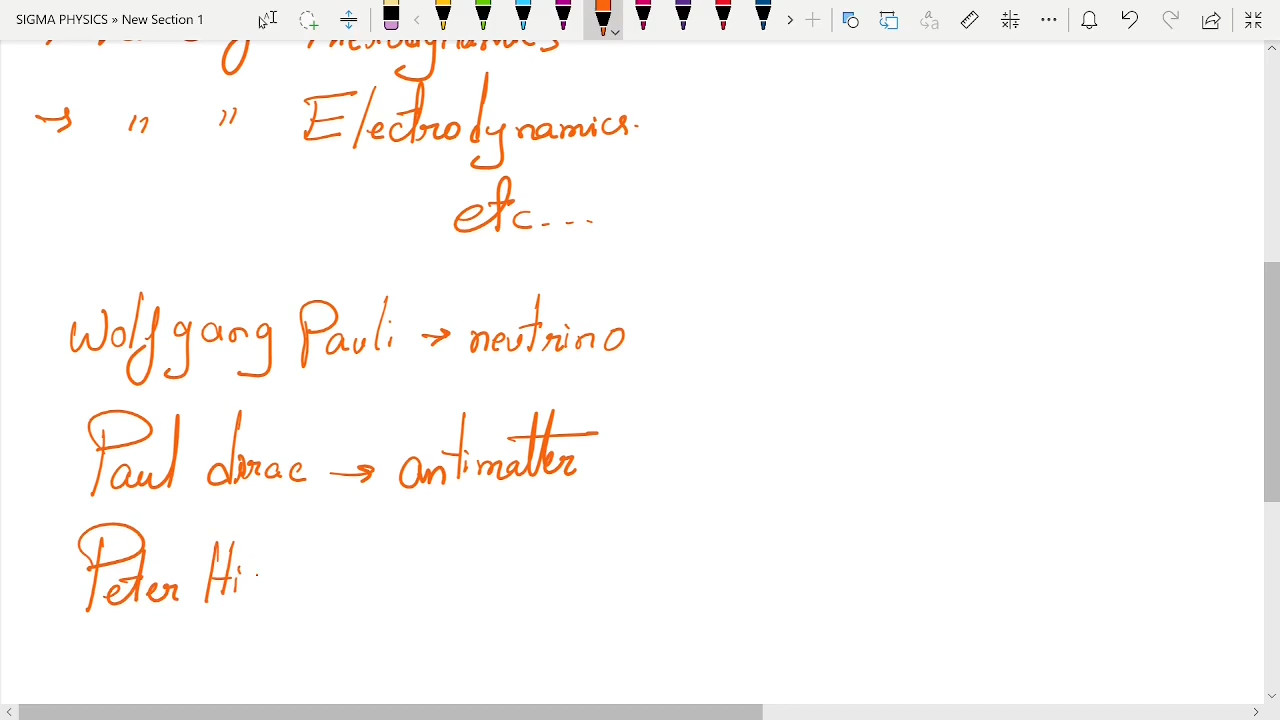 SIGMA PHYSICS » New Section 1
→ " " Electrodynamics.
etc...
Wolfgang Pauli → neutrino
Paul dirac → antimatter
Peter Hi